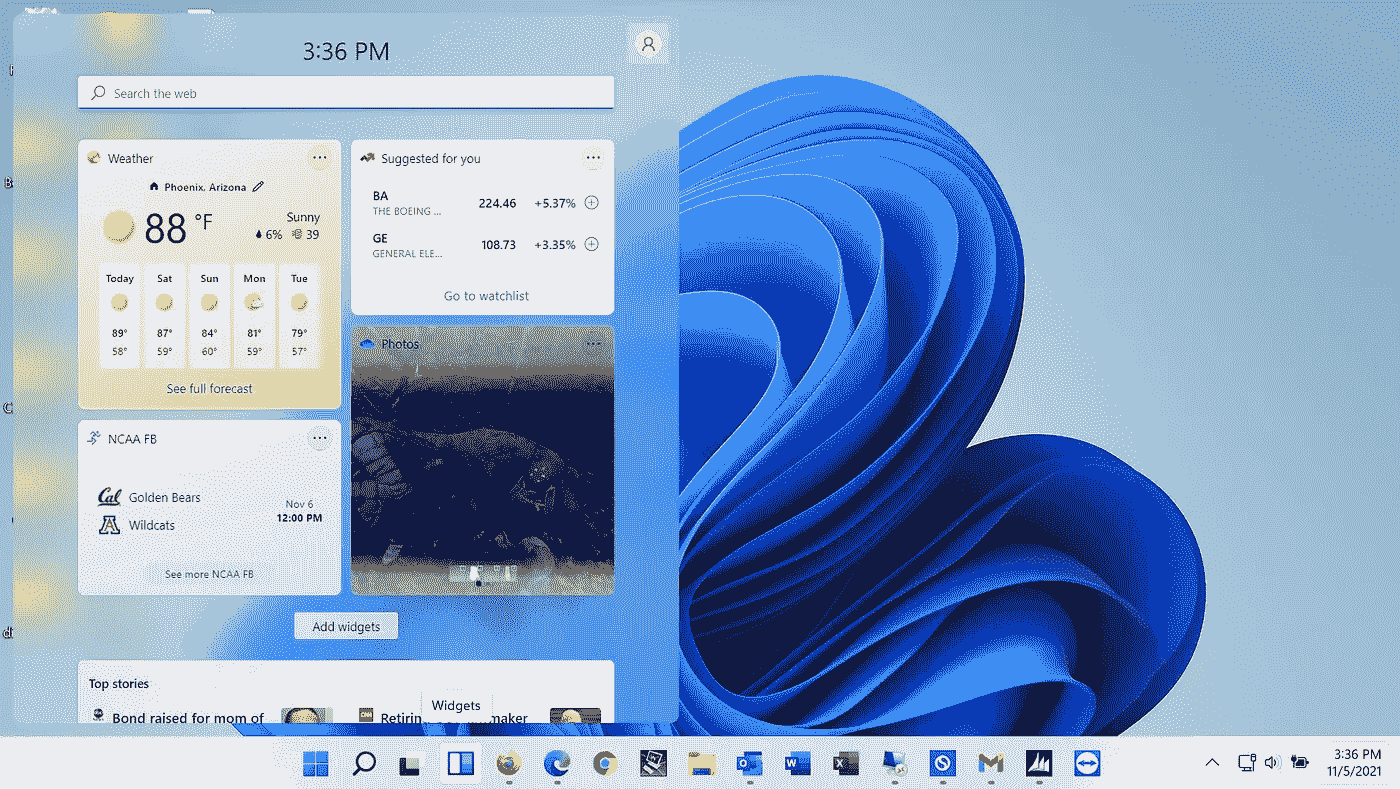 3:36 PM
Search the web
Weather
Phoenix, Arizona
88 °F
Sunny
6% 39
Today Sat Sun Mon Tue
89° 87° 84° 81° 79°
58° 59° 60° 59° 57°
See full forecast
Suggested for you
BA 224.46 +5.37%
THE BOEING ...
GE 108.73 +3.35%
GENERAL ELE...
Go to watchlist
Photos
NCAA FB
Cal Golden Bears
A Wildcats
Nov 6
12:00 PM
See more NCAA FB
Add widgets
Top stories
Bond raised for mom of
CNN Retirin maker
Widgets
3:36 PM
11/5/2021